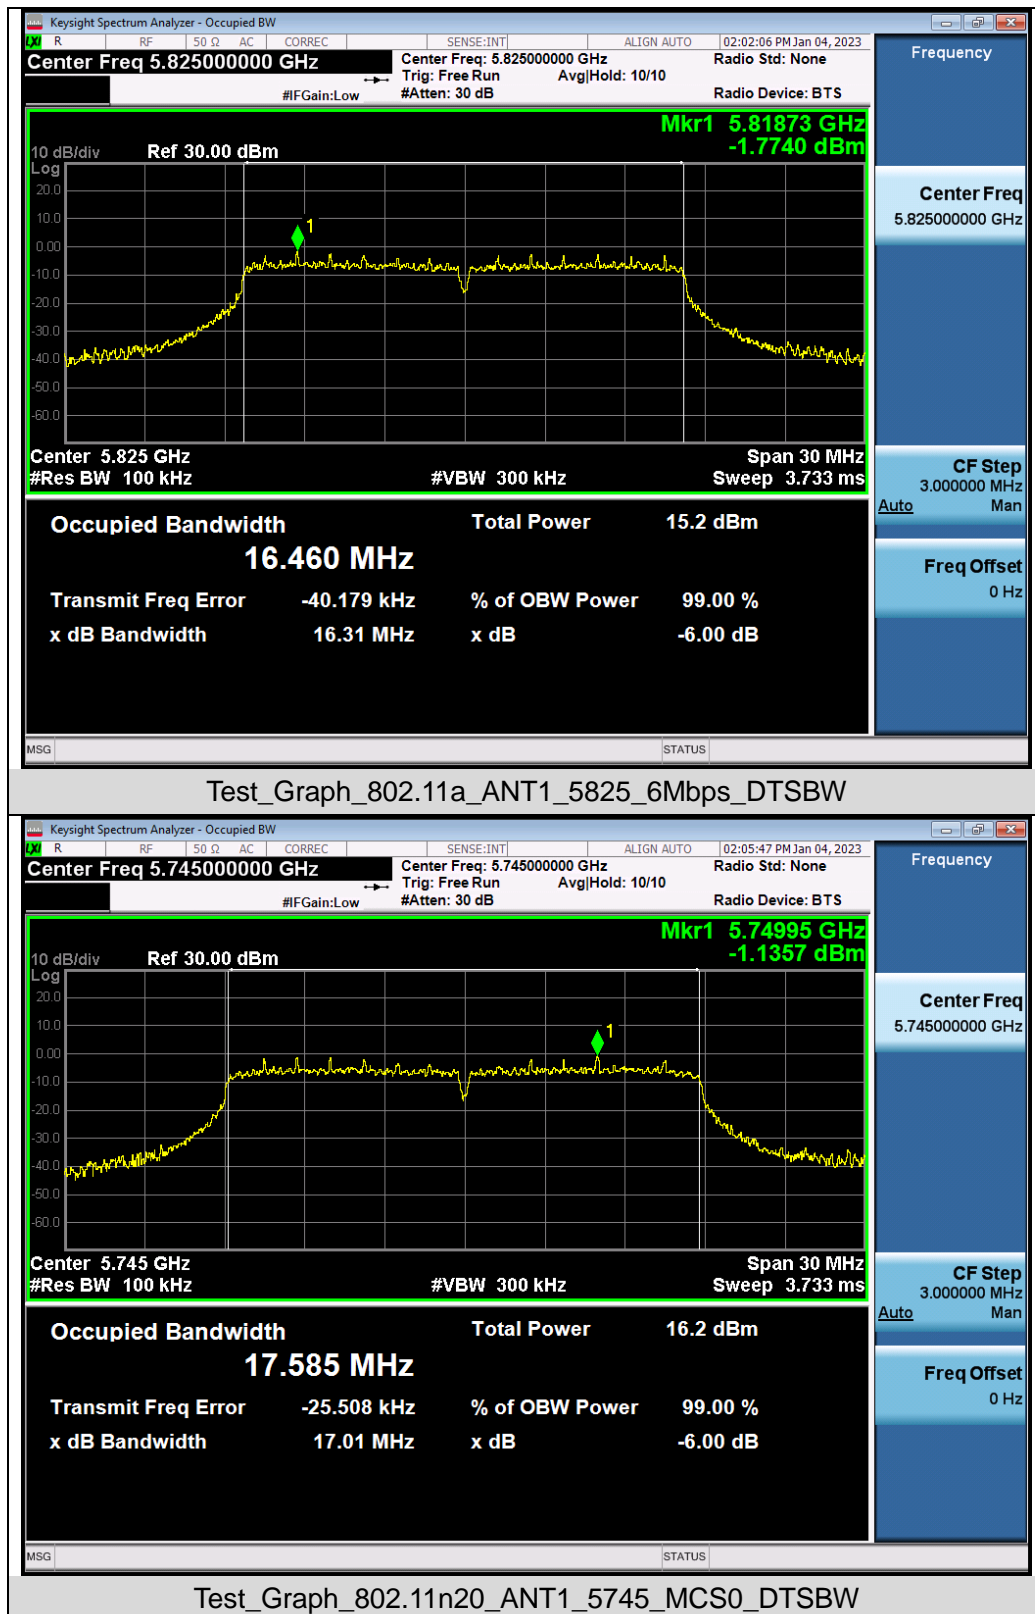 Keysight Spectrum Analyzer - Occupied BW
LXI R RF 50 Ω AC CORREC SENSE:INT ALIGN AUTO 02:02:06 PM Jan 04, 2023
Center Freq 5.825000000 GHz
Center Freq: 5.825000000 GHz
Radio Std: None
Trig: Free Run Avg|Hold: 10/10
#IFGain:Low #Atten: 30 dB Radio Device: BTS
Frequency
Mkr1 5.81873 GHz
-1.7740 dBm
10 dB/div Ref 30.00 dBm
Log
20.0
10.0
0.00
-10.0
-20.0
-30.0
-40.0
-50.0
-60.0
1
Center 5.825 GHz Span 30 MHz
#Res BW 100 kHz #VBW 300 kHz Sweep 3.733 ms
Center Freq
5.825000000 GHz
CF Step
3.000000 MHz
Auto Man
Freq Offset
0 Hz
Occupied Bandwidth Total Power 15.2 dBm
16.460 MHz
Transmit Freq Error -40.179 kHz % of OBW Power 99.00 %
x dB Bandwidth 16.31 MHz x dB -6.00 dB
MSG STATUS
Test_Graph_802.11a_ANT1_5825_6Mbps_DTSBW
Keysight Spectrum Analyzer - Occupied BW
LXI R RF 50 Ω AC CORREC SENSE:INT ALIGN AUTO 02:05:47 PM Jan 04, 2023
Center Freq 5.745000000 GHz
Center Freq: 5.745000000 GHz
Radio Std: None
Trig: Free Run Avg|Hold: 10/10
#IFGain:Low #Atten: 30 dB Radio Device: BTS
Frequency
Mkr1 5.74995 GHz
-1.1357 dBm
10 dB/div Ref 30.00 dBm
Log
20.0
10.0
0.00
-10.0
-20.0
-30.0
-40.0
-50.0
-60.0
1
Center 5.745 GHz Span 30 MHz
#Res BW 100 kHz #VBW 300 kHz Sweep 3.733 ms
Center Freq
5.745000000 GHz
CF Step
3.000000 MHz
Auto Man
Freq Offset
0 Hz
Occupied Bandwidth Total Power 16.2 dBm
17.585 MHz
Transmit Freq Error -25.508 kHz % of OBW Power 99.00 %
x dB Bandwidth 17.01 MHz x dB -6.00 dB
MSG STATUS
Test_Graph_802.11n20_ANT1_5745_MCS0_DTSBW